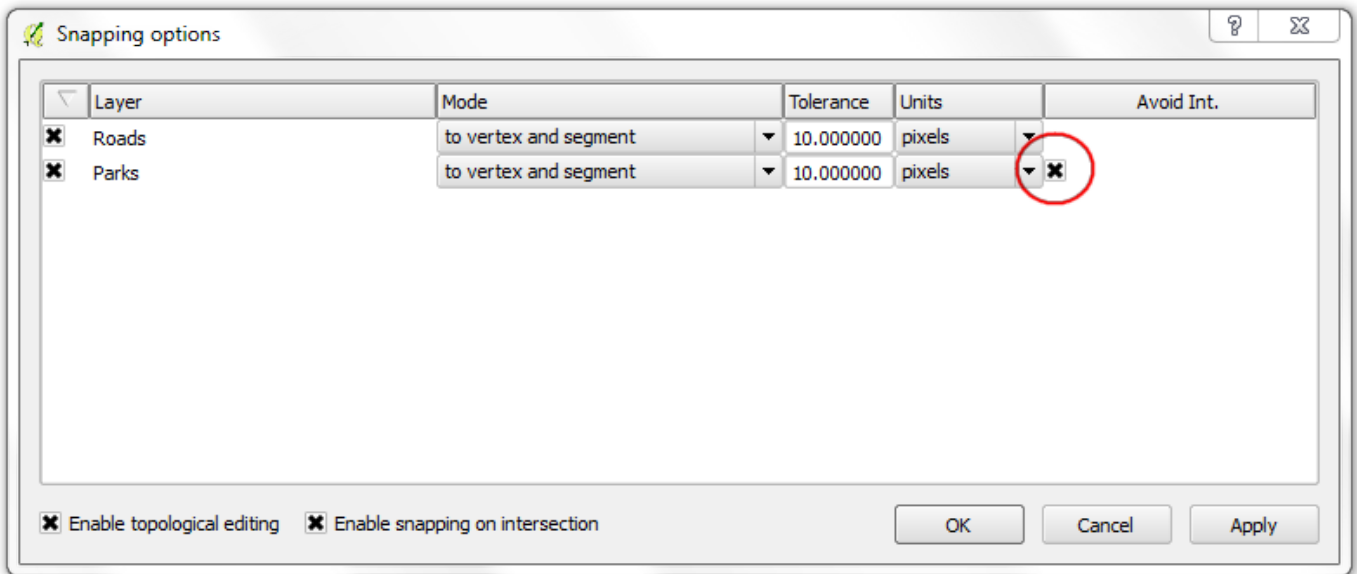 Snapping options
Layer Mode Tolerance Units Avoid Int.
Roads to vertex and segment 10.000000 pixels
Parks to vertex and segment 10.000000 pixels
Enable topological editing Enable snapping on intersection OK Cancel Apply